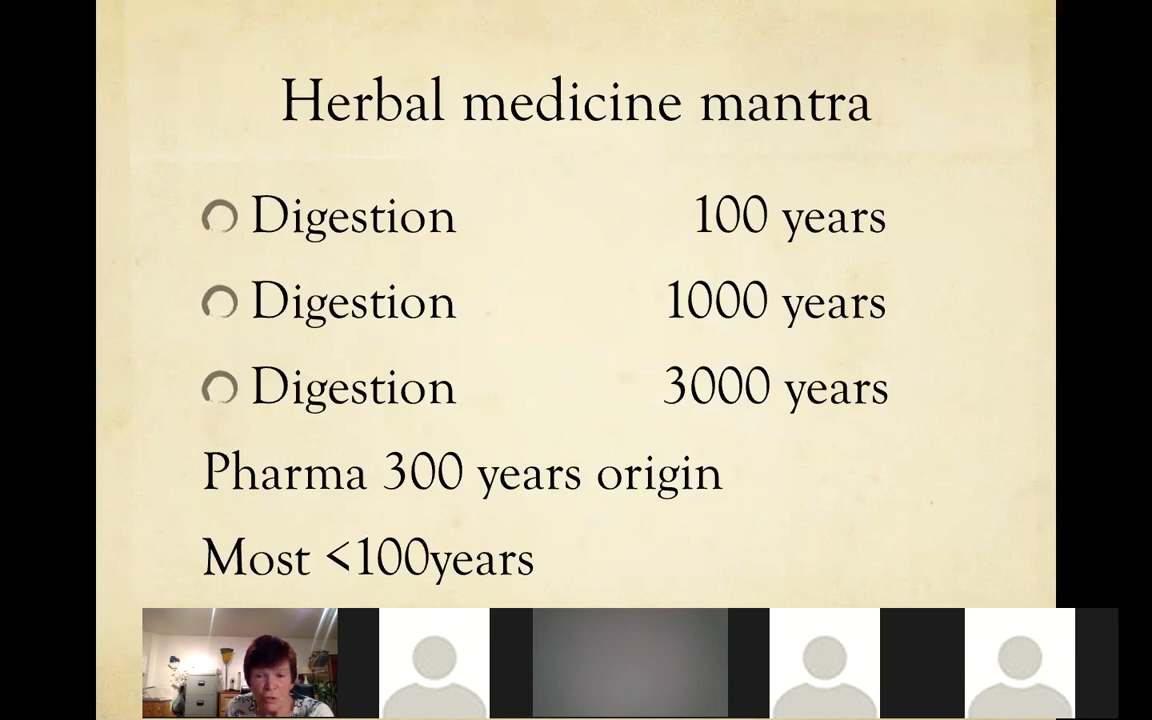 Herbal medicine mantra
Digestion 100 years
Digestion 1000 years
Digestion 3000 years
Pharma 300 years origin
Most <100years